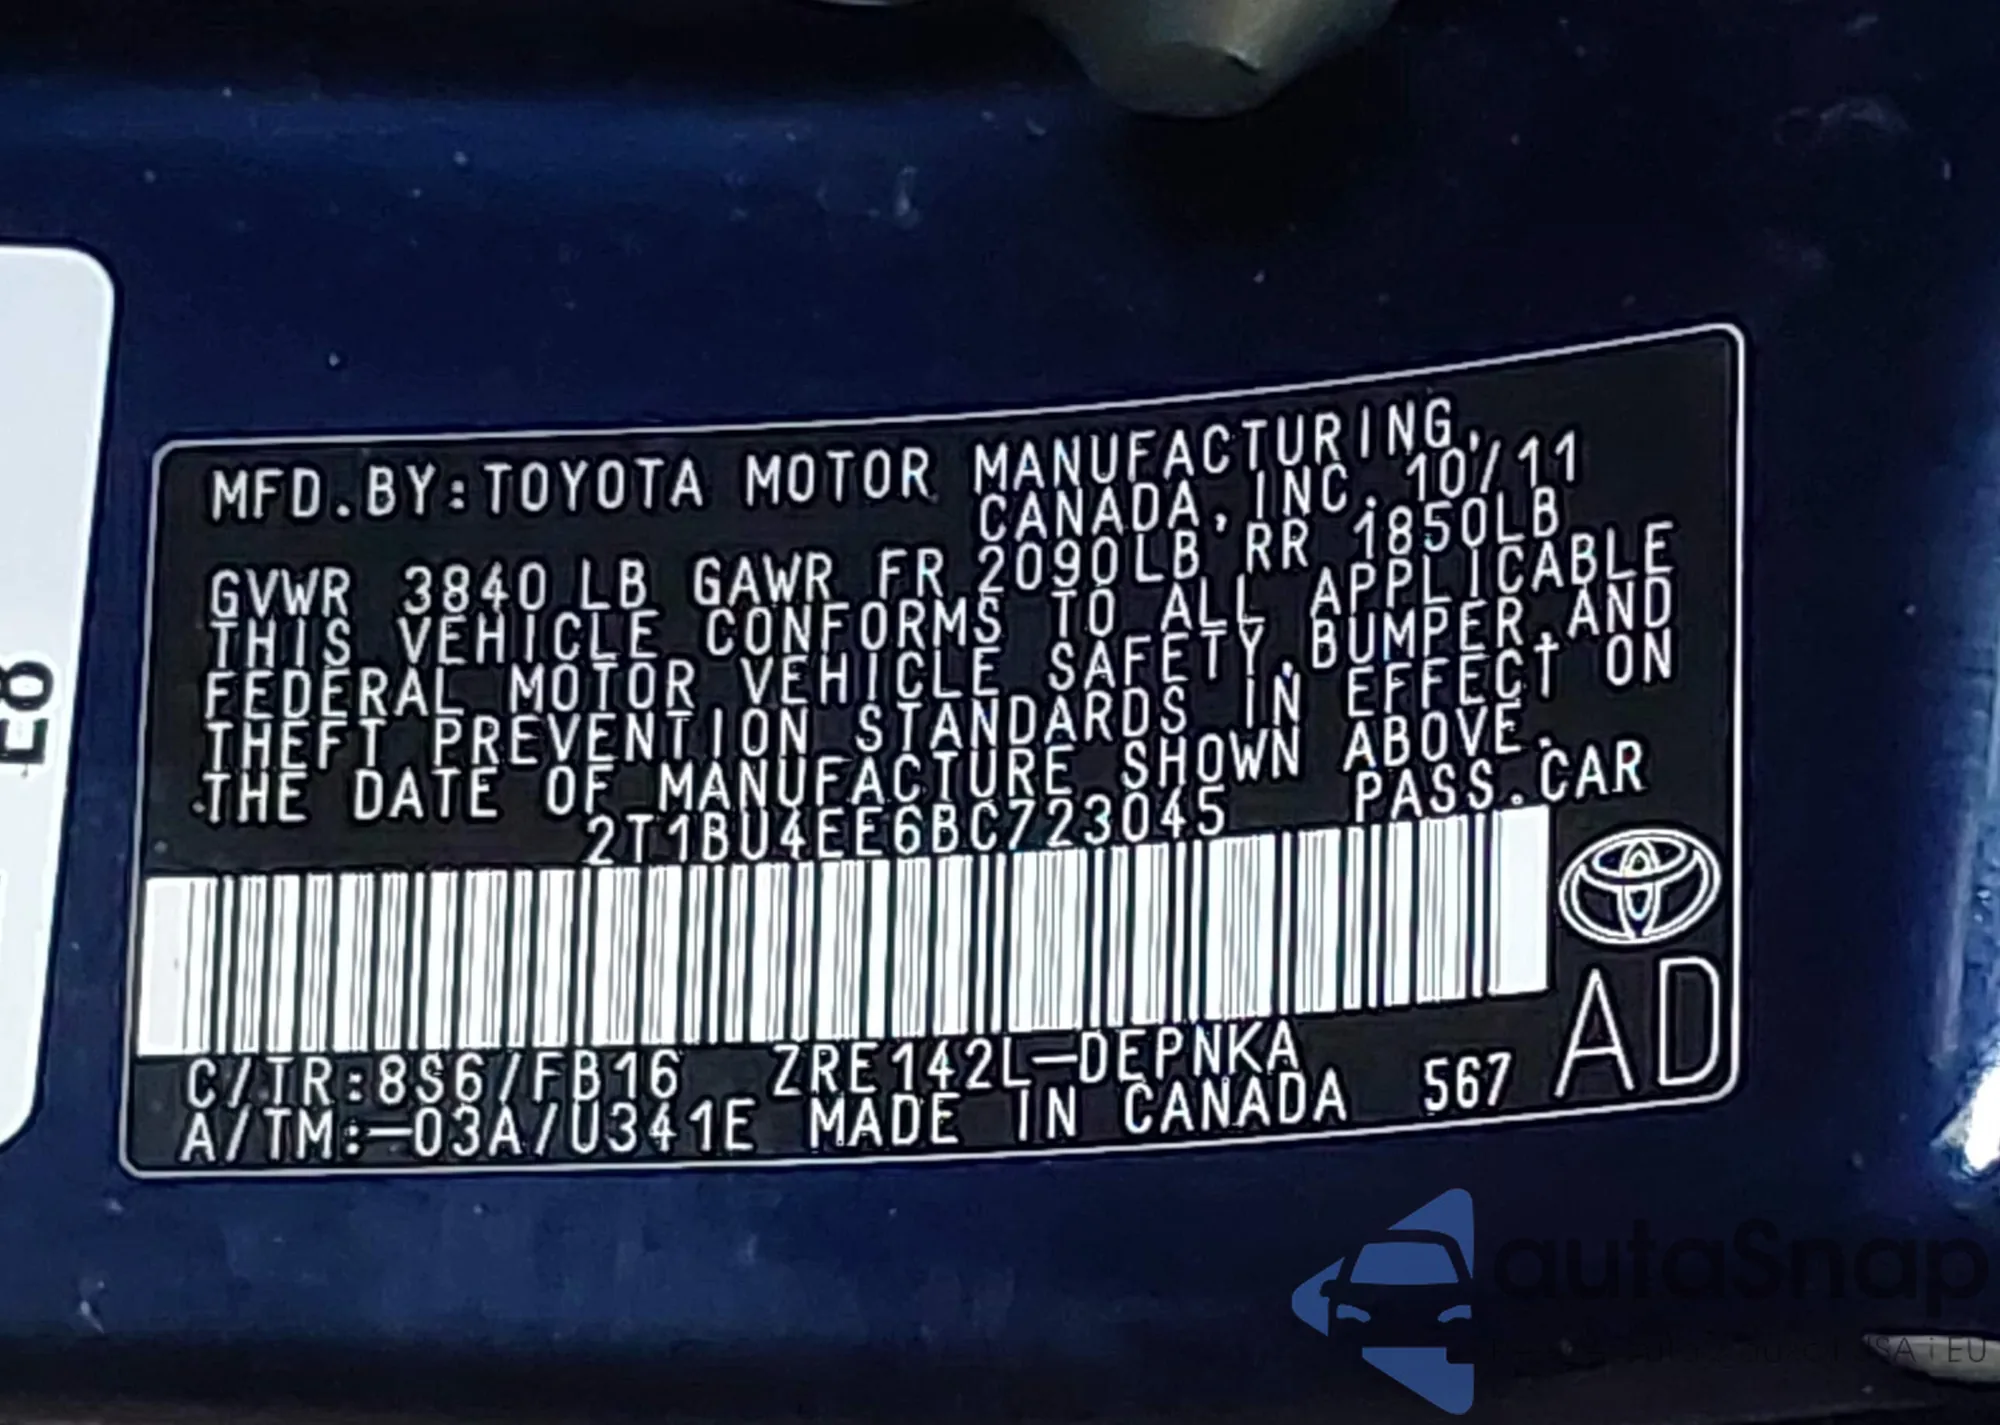 MFD.BY:TOYOTA MOTOR MANUFACTURING,
CANADA, INC. 10/11
GVWR 3840 LB GAWR FR 2090LB RR 1850LB
THIS VEHICLE CONFORMS TO ALL APPLICABLE
FEDERAL MOTOR VEHICLE SAFETY,BUMPER,AND
THEFT PREVENTION STANDARDS IN EFFECT ON
THE DATE OF MANUFACTURE SHOWN ABOVE.
2T1BU4EE6BC723045 PASS.CAR
C/TR:8S6/FB16 ZRE142L-DEPNKA
A/TM:-03A/U341E MADE IN CANADA 567
AD
E8
autaSnap